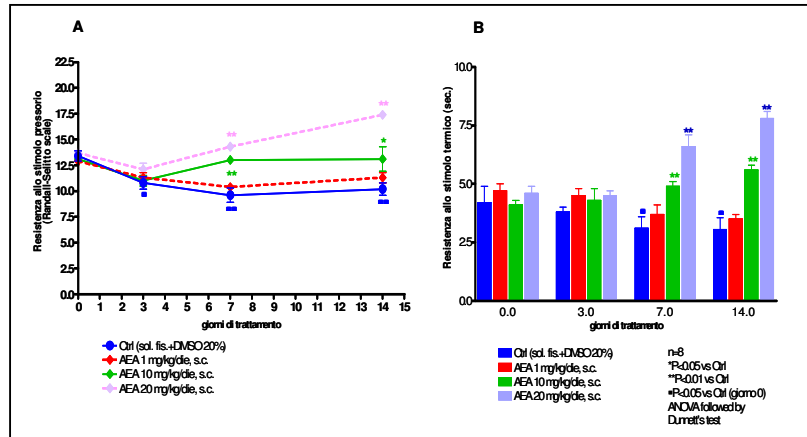 A
22.5
20.0
17.5
15.0
12.5
10.0
7.5
5.0
2.5
0.0
Resistenza allo stimolo pressorio
(Randall-Selitto scale)
**
**
**
*
0 1 2 3 4 5 6 7 8 9 10 11 12 13 14 15
giorni di trattamento
Ctrl (sol. fis.+DMSO 20%)
AEA 1 mg/kg/die, s.c.
AEA 10 mg/kg/die, s.c.
AEA 20 mg/kg/die, s.c.
B
10.0
7.5
5.0
2.5
0.0
Resistenza allo stimolo termico (sec.)
**
**
**
**
0.0 3.0 7.0 14.0
giorni di trattamento
Ctrl (sol. fis.+DMSO 20%)
AEA 1 mg/kg/die, s.c.
AEA 10 mg/kg/die, s.c.
AEA 20 mg/kg/die, s.c.
n=8
*P<0.05 vs Ctrl
**P<0.01 vs Ctrl
▪P<0.05 vs Ctrl (giorno 0)
ANOVA followed by
Dunnett's test